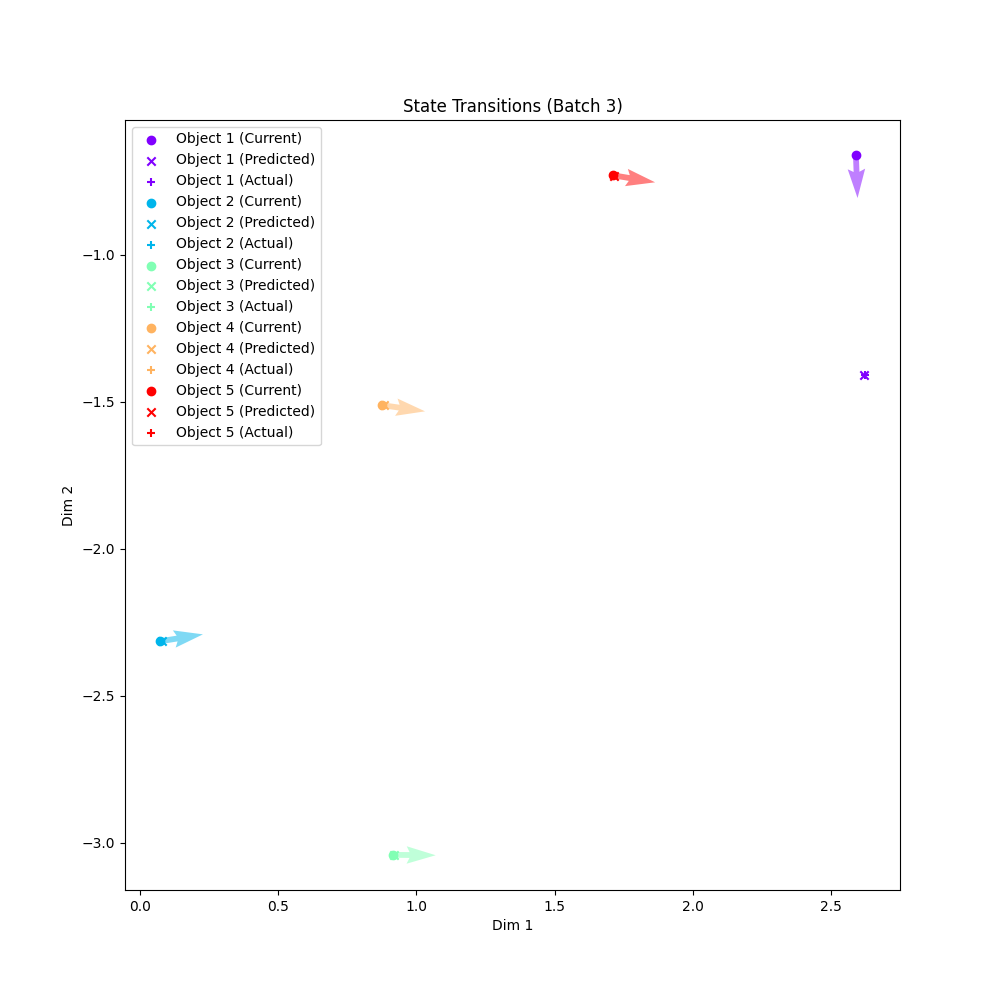 State Transitions (Batch 3)
Object 1 (Current)
Object 1 (Predicted)
Object 1 (Actual)
Object 2 (Current)
Object 2 (Predicted)
Object 2 (Actual)
Object 3 (Current)
Object 3 (Predicted)
Object 3 (Actual)
Object 4 (Current)
Object 4 (Predicted)
Object 4 (Actual)
Object 5 (Current)
Object 5 (Predicted)
Object 5 (Actual)
−1.0
−1.5
−2.0
−2.5
−3.0
Dim 2
0.0 0.5 1.0 1.5 2.0 2.5
Dim 1